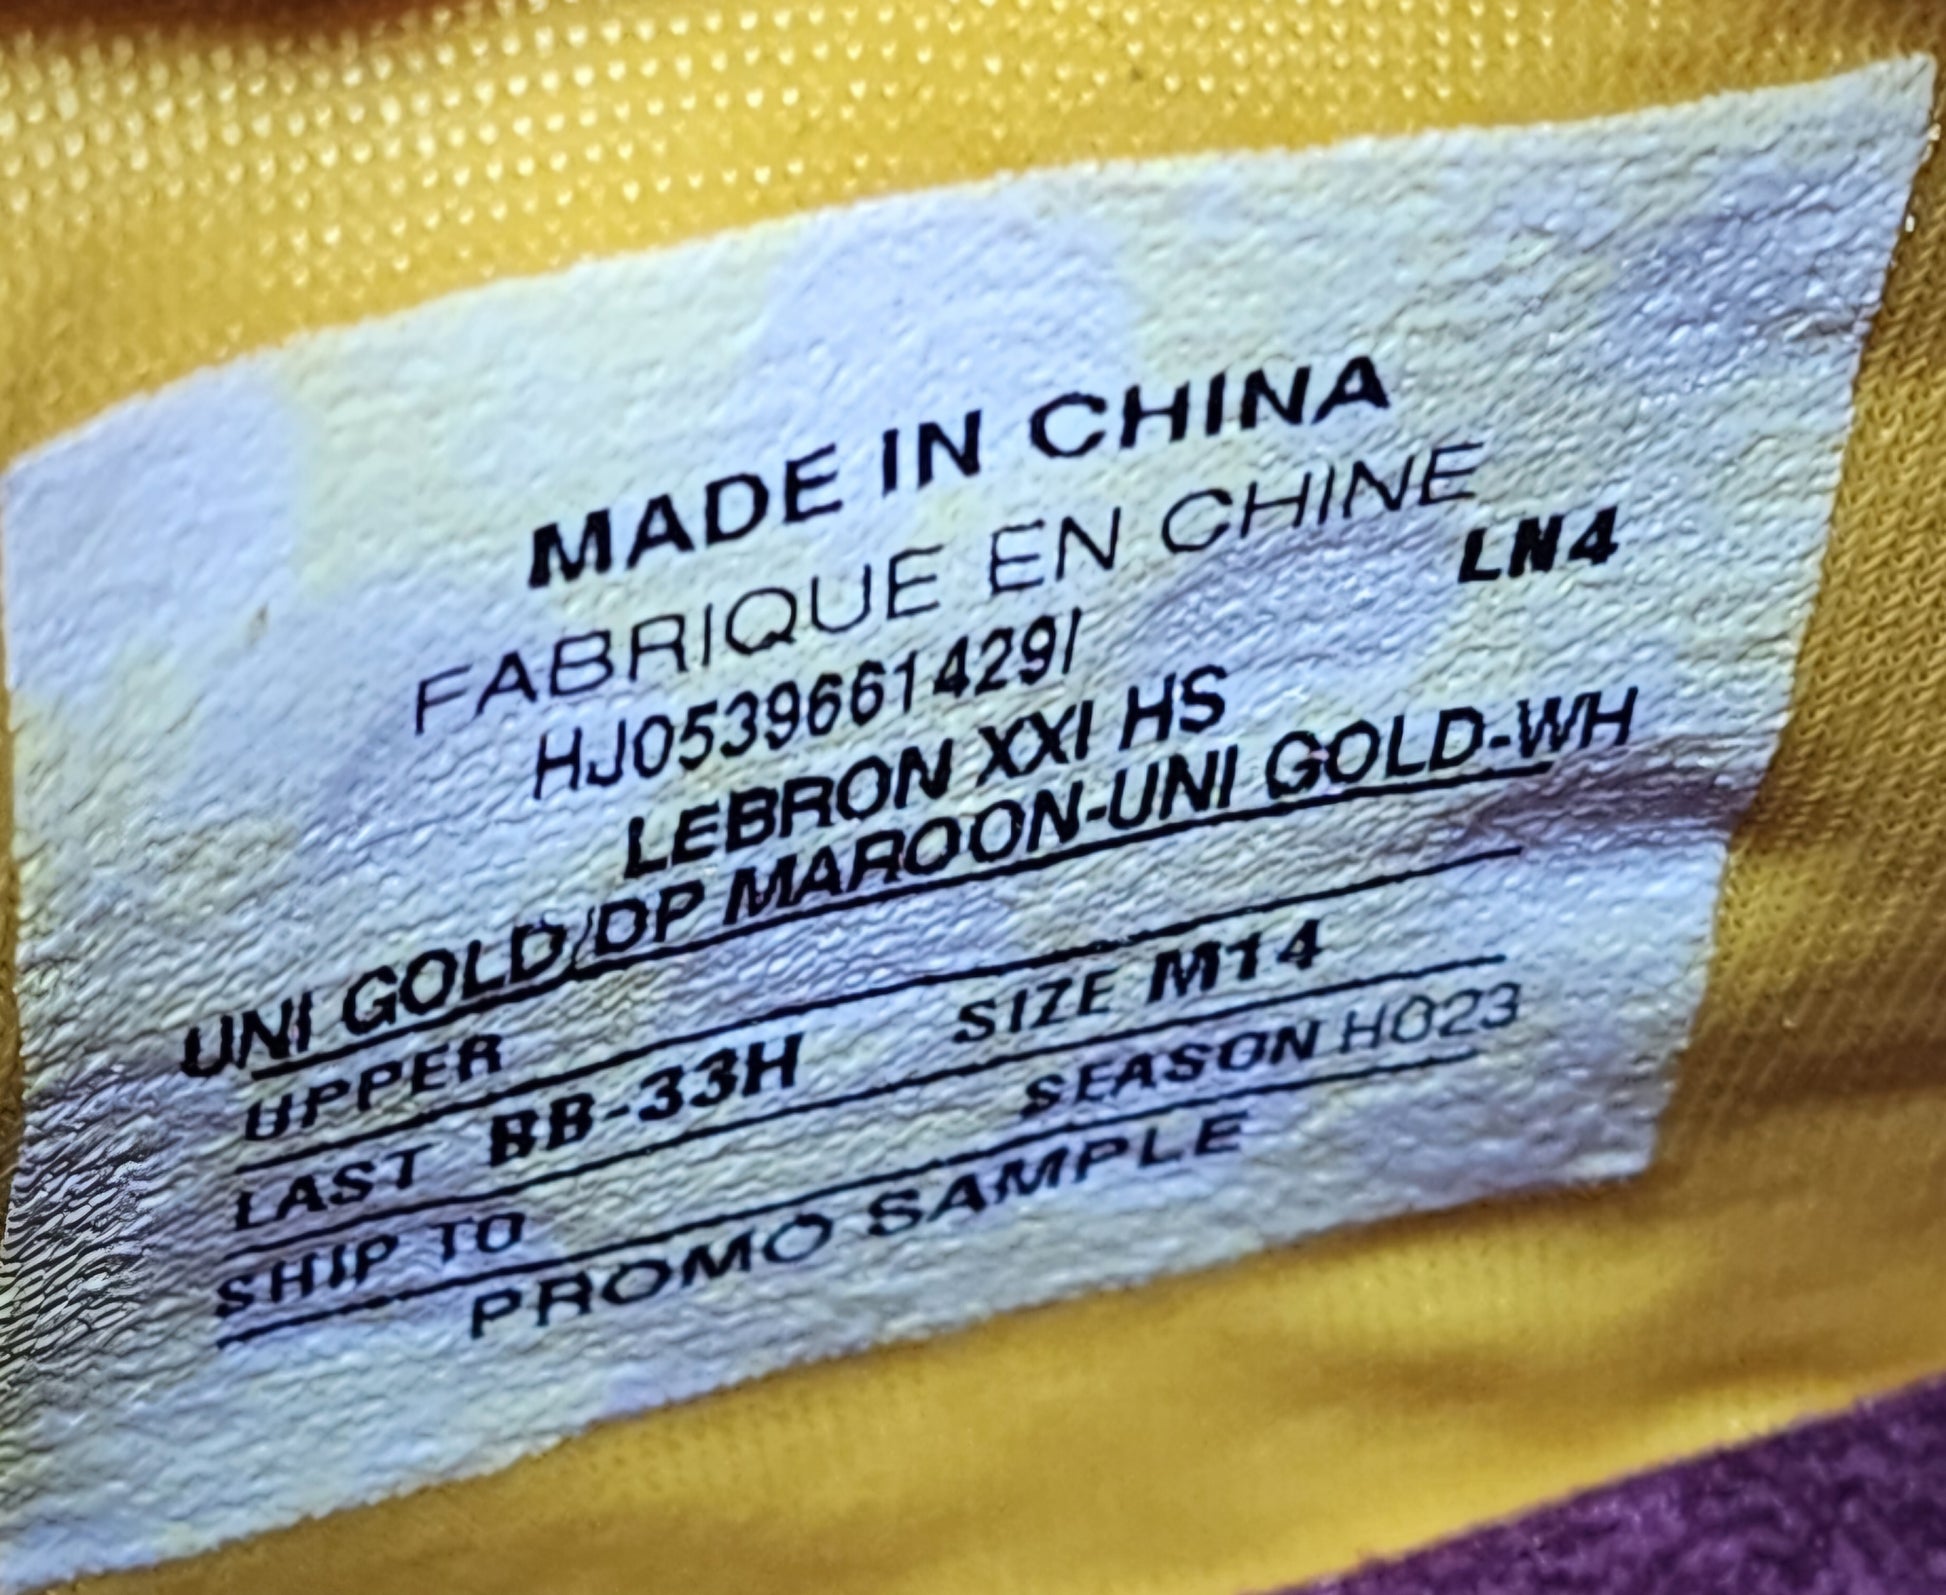 MADE IN CHINA
FABRIQUE EN CHINE
LN4
HJ0539661429/
LEBRON XXI HS
UNI GOLD/DP MAROON-UNI GOLD-WH
UPPER
SIZE M14
LAST BB-33H
SEASON HO23
SHIP TO
PROMO SAMPLE